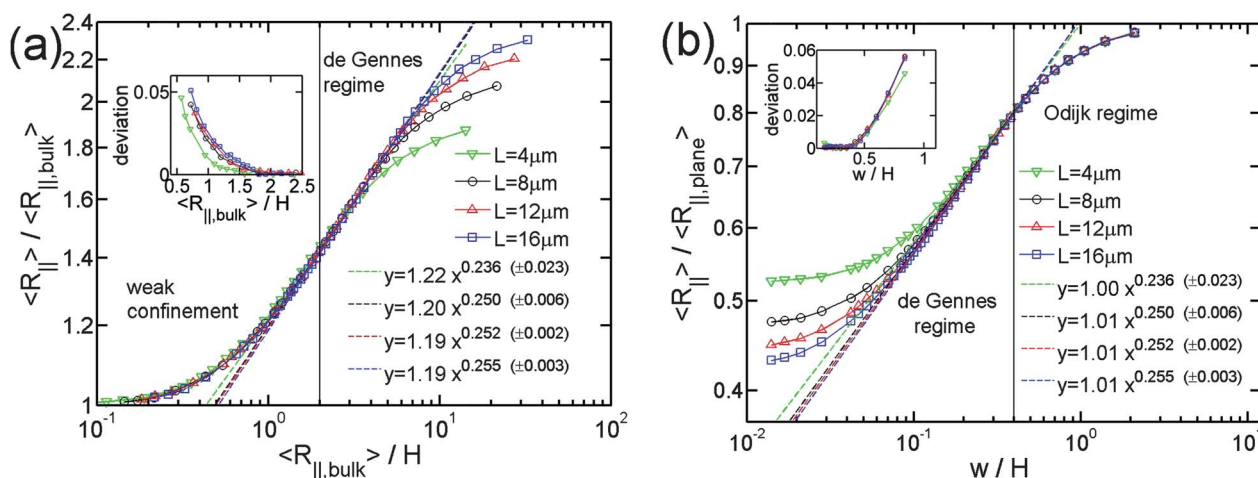 (a)
2.4
2.2
2
1.8
1.6
1.4
1.2
1
<R||> / <R||,bulk>
0.05
0
deviation
0.5 1 1.5 2 2.5
<R||,bulk> / H
de Gennes
regime
weak
confinement
L=4μm
L=8μm
L=12μm
L=16μm
y=1.22 x^0.236 (±0.023)
y=1.20 x^0.250 (±0.006)
y=1.19 x^0.252 (±0.002)
y=1.19 x^0.255 (±0.003)
10^-1 10^0 10^1 10^2
<R||,bulk> / H
(b)
1
0.9
0.8
0.7
0.6
0.5
0.4
<R||> / <R||,plane>
0.06
0.04
0.02
0
deviation
0.5 1
w / H
Odijk regime
de Gennes
regime
L=4μm
L=8μm
L=12μm
L=16μm
y=1.00 x^0.236 (±0.023)
y=1.01 x^0.250 (±0.006)
y=1.01 x^0.252 (±0.002)
y=1.01 x^0.255 (±0.003)
10^-2 10^-1 10^0
w / H